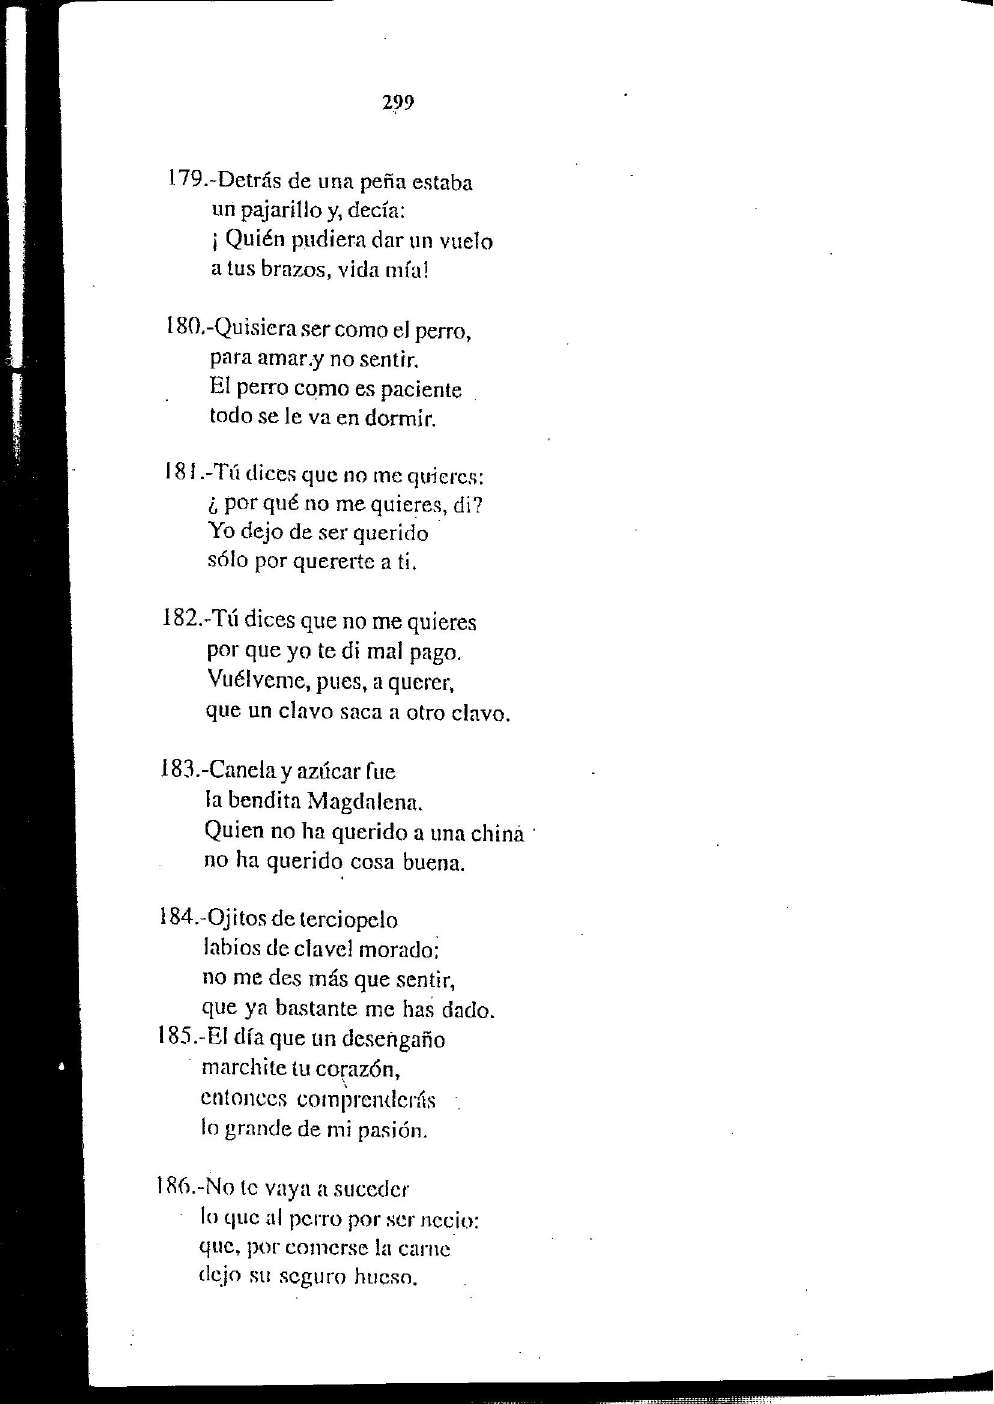 299
179.-Detrás de una peña estaba
un pajarillo y, decía:
¡ Quién pudiera dar un vuelo
a tus brazos, vida mía!
180.-Quisiera ser como el perro,
para amar.y no sentir.
El perro como es paciente
todo se le va en dormir.
181.-Tú dices que no me quieres:
¿ por qué no me quieres, di?
Yo dejo de ser querido
sólo por quererte a ti.
182.-Tú dices que no me quieres
por que yo te di mal pago.
Vuélveme, pues, a querer,
que un clavo saca a otro clavo.
183.-Canela y azúcar fue
la bendita Magdalena.
Quien no ha querido a una china
no ha querido cosa buena.
184.-Ojitos de terciopelo
labios de clavel morado;
no me des más que sentir,
que ya bastante me has dado.
185.-El día que un desengaño
marchite tu corazón,
entonces comprenderás
lo grande de mi pasión.
186.-No te vaya a suceder
lo que al perro por ser necio:
que, por comerse la carne
dejo su seguro hueso.